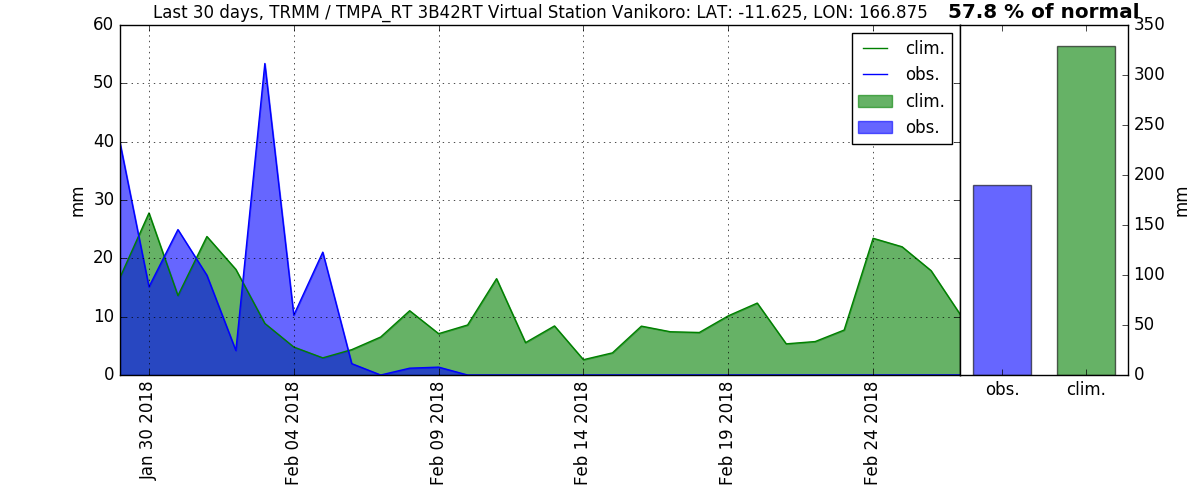 Last 30 days, TRMM / TMPA_RT 3B42RT Virtual Station Vanikoro: LAT: -11.625, LON: 166.875
57.8 % of normal
60
50
40
30
20
10
0
mm
clim.
obs.
clim.
obs.
Jan 30 2018
Feb 04 2018
Feb 09 2018
Feb 14 2018
Feb 19 2018
Feb 24 2018
350
300
250
200
150
100
50
0
mm
obs.
clim.